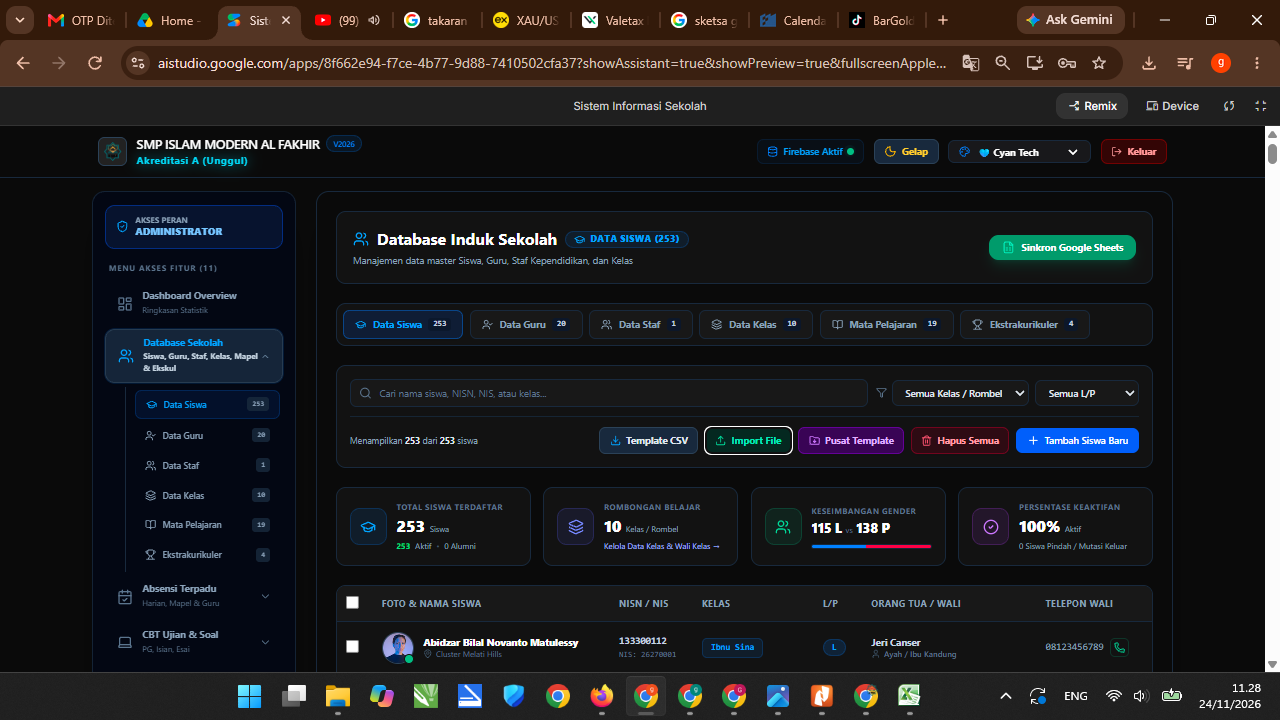 OTP Dit
Home -
Sist
(99)
takaran
XAU/US
Valetax
sketsa g
Calenda
BarGold
Ask Gemini
aistudio.google.com/apps/8f662e94-f7ce-4b77-9d88-7410502cfa37?showAssistant=true&showPreview=true&fullscreenApple...
g
Sistem Informasi Sekolah
Remix
Device
SMP ISLAM MODERN AL FAKHIR
V2026
Akreditasi A (Unggul)
Firebase Aktif
Gelap
Cyan Tech
Keluar
AKSES PERAN
ADMINISTRATOR
MENU AKSES FITUR (11)
Dashboard Overview
Ringkasan Statistik
Database Sekolah
Siswa, Guru, Staf, Kelas, Mapel
& Ekskul
Data Siswa 253
Data Guru 20
Data Staf 1
Data Kelas 10
Mata Pelajaran 19
Ekstrakurikuler 4
Absensi Terpadu
Harian, Mapel & Guru
CBT Ujian & Soal
PG, Isian, Esai
Database Induk Sekolah
DATA SISWA (253)
Manajemen data master Siswa, Guru, Staf Kependidikan, dan Kelas
Sinkron Google Sheets
Data Siswa 253
Data Guru 20
Data Staf 1
Data Kelas 10
Mata Pelajaran 19
Ekstrakurikuler 4
Cari nama siswa, NISN, NIS, atau kelas...
Semua Kelas / Rombel
Semua L/P
Menampilkan 253 dari 253 siswa
Template CSV
Import File
Pusat Template
Hapus Semua
Tambah Siswa Baru
TOTAL SISWA TERDAFTAR
253 Siswa
253 Aktif • 0 Alumni
ROMBONGAN BELAJAR
10 Kelas / Rombel
Kelola Data Kelas & Wali Kelas →
KESEIMBANGAN GENDER
115 L vs 138 P
PERSENTASE KEAKTIFAN
100% Aktif
0 Siswa Pindah / Mutasi Keluar
FOTO & NAMA SISWA
NISN / NIS
KELAS
L/P
ORANG TUA / WALI
TELEPON WALI
Abidzar Bilal Novanto Matulessy
Cluster Melati Hills
133300112
NIS: 26270001
Ibnu Sina
L
Jeri Canser
Ayah / Ibu Kandung
08123456789
ENG
11.28
24/11/2026